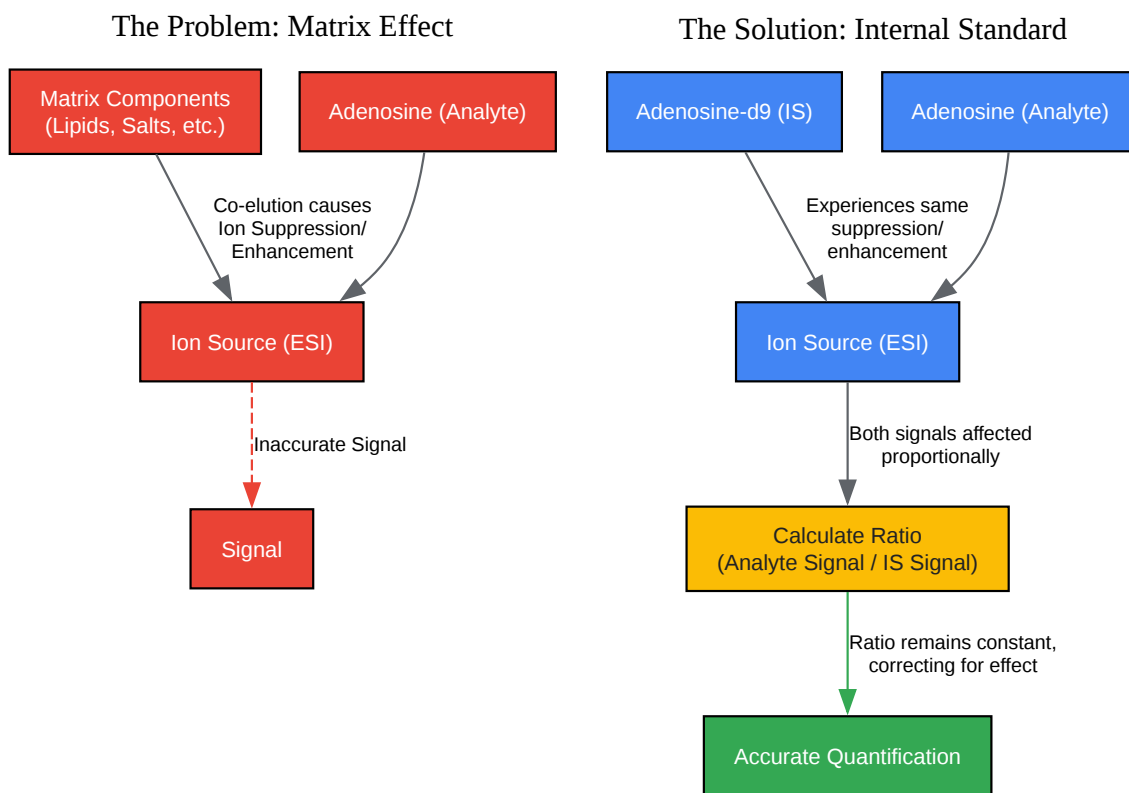 The Problem: Matrix Effect
Matrix Components
(Lipids, Salts, etc.)
Adenosine (Analyte)
Co-elution causes
Ion Suppression/
Enhancement
Ion Source (ESI)
Inaccurate Signal
Signal
The Solution: Internal Standard
Adenosine-d9 (IS)
Adenosine (Analyte)
Experiences same
suppression/
enhancement
Ion Source (ESI)
Both signals affected
proportionally
Calculate Ratio
(Analyte Signal / IS Signal)
Ratio remains constant,
correcting for effect
Accurate Quantification